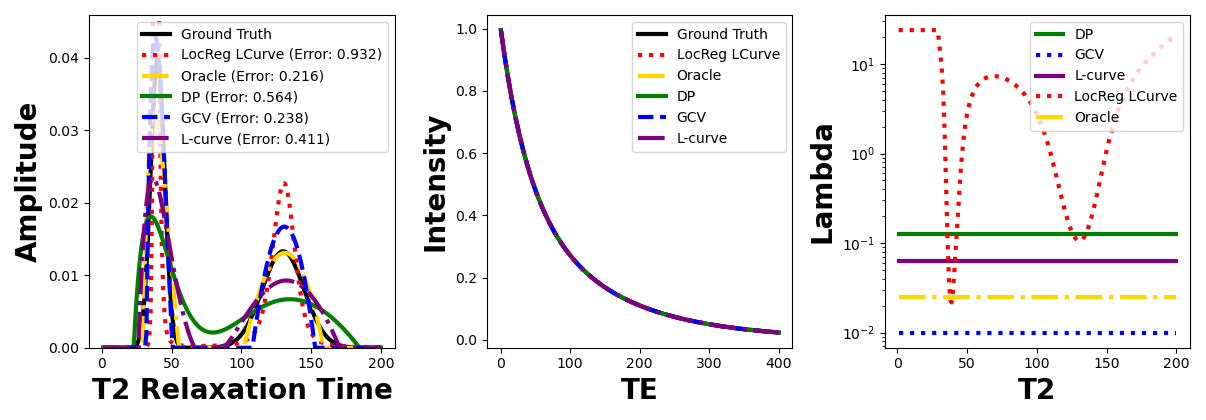 Amplitude
0.04
0.03
0.02
0.01
0.00
0
50
100
150
200
T2 Relaxation Time
Ground Truth
LocReg LCurve (Error: 0.932)
Oracle (Error: 0.216)
DP (Error: 0.564)
GCV (Error: 0.238)
L-curve (Error: 0.411)
Intensity
1.0
0.8
0.6
0.4
0.2
0.0
0
100
200
300
400
TE
Ground Truth
LocReg LCurve
Oracle
DP
GCV
L-curve
Lambda
10¹
10⁰
10⁻¹
10⁻²
0
50
100
150
200
T2
DP
GCV
L-curve
LocReg LCurve
Oracle